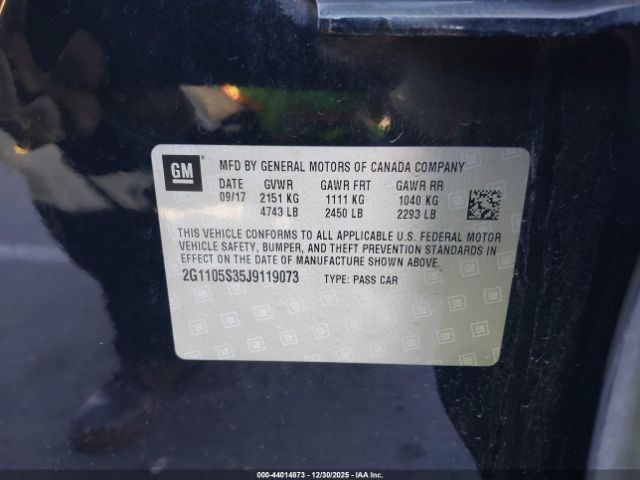 GM
MFD BY GENERAL MOTORS OF CANADA COMPANY
DATE GVWR GAWR FRT GAWR RR
09/17 2151 KG 1111 KG 1040 KG
4743 LB 2450 LB 2293 LB
THIS VEHICLE CONFORMS TO ALL APPLICABLE U.S. FEDERAL MOTOR
VEHICLE SAFETY, BUMPER, AND THEFT PREVENTION STANDARDS IN
EFFECT ON THE DATE OF MANUFACTURE SHOWN ABOVE.
2G1105S35J9119073 TYPE: PASS CAR
00-44014873 — 12/30/2025 — IAA, Inc.